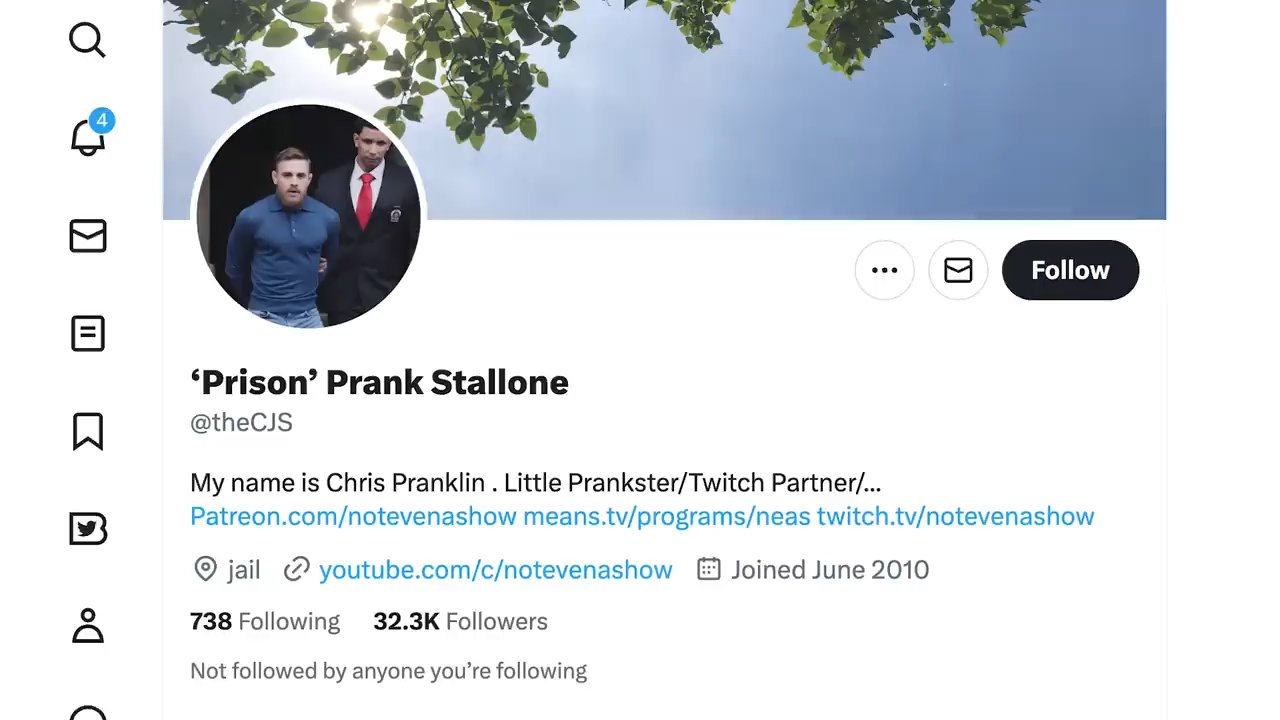 4
Follow
‘Prison’ Prank Stallone
@theCJS
My name is Chris Pranklin . Little Prankster/Twitch Partner/...
Patreon.com/notevenashow means.tv/programs/neas twitch.tv/notevenashow
jail youtube.com/c/notevenashow Joined June 2010
738 Following 32.3K Followers
Not followed by anyone you’re following